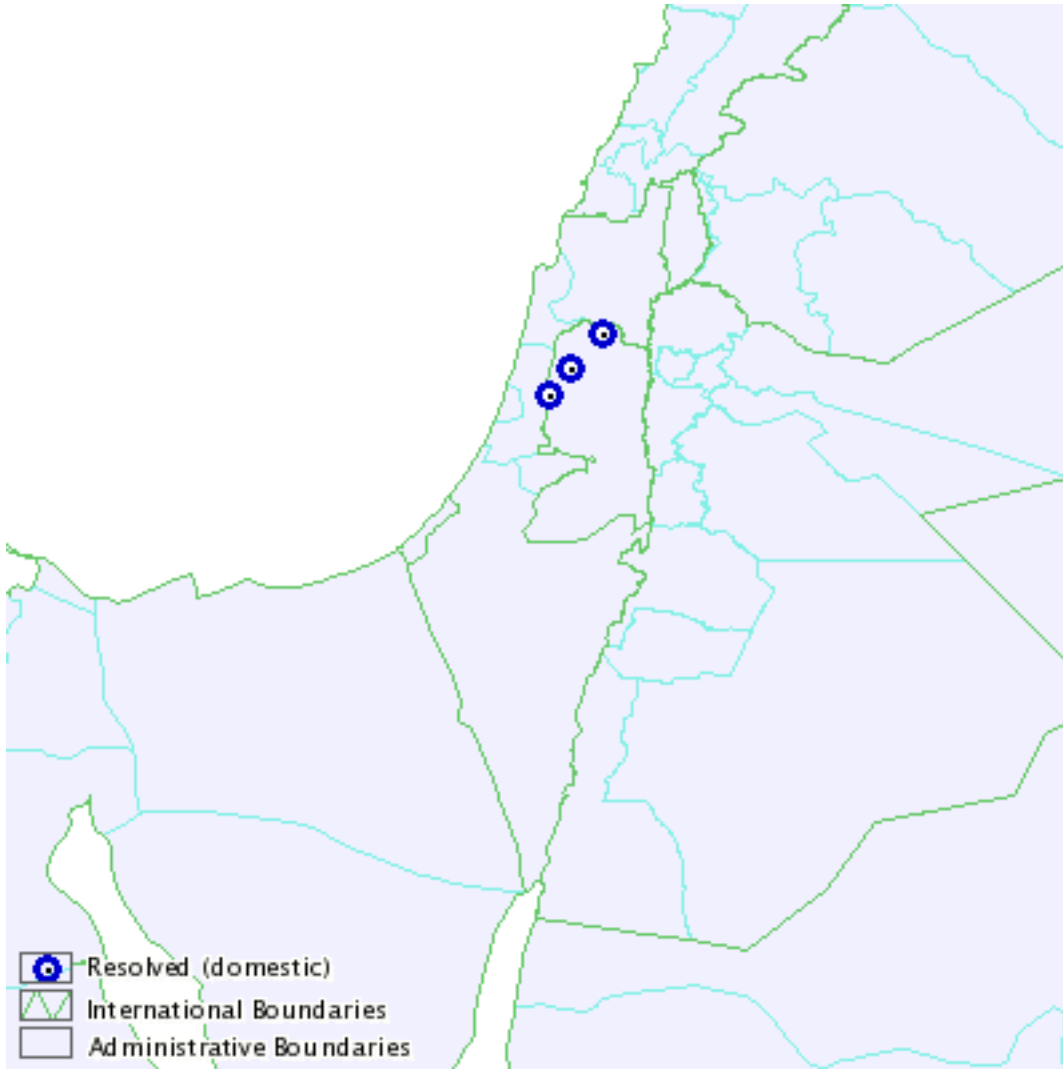 Resolved (domestic)
International Boundaries
Administrative Boundaries